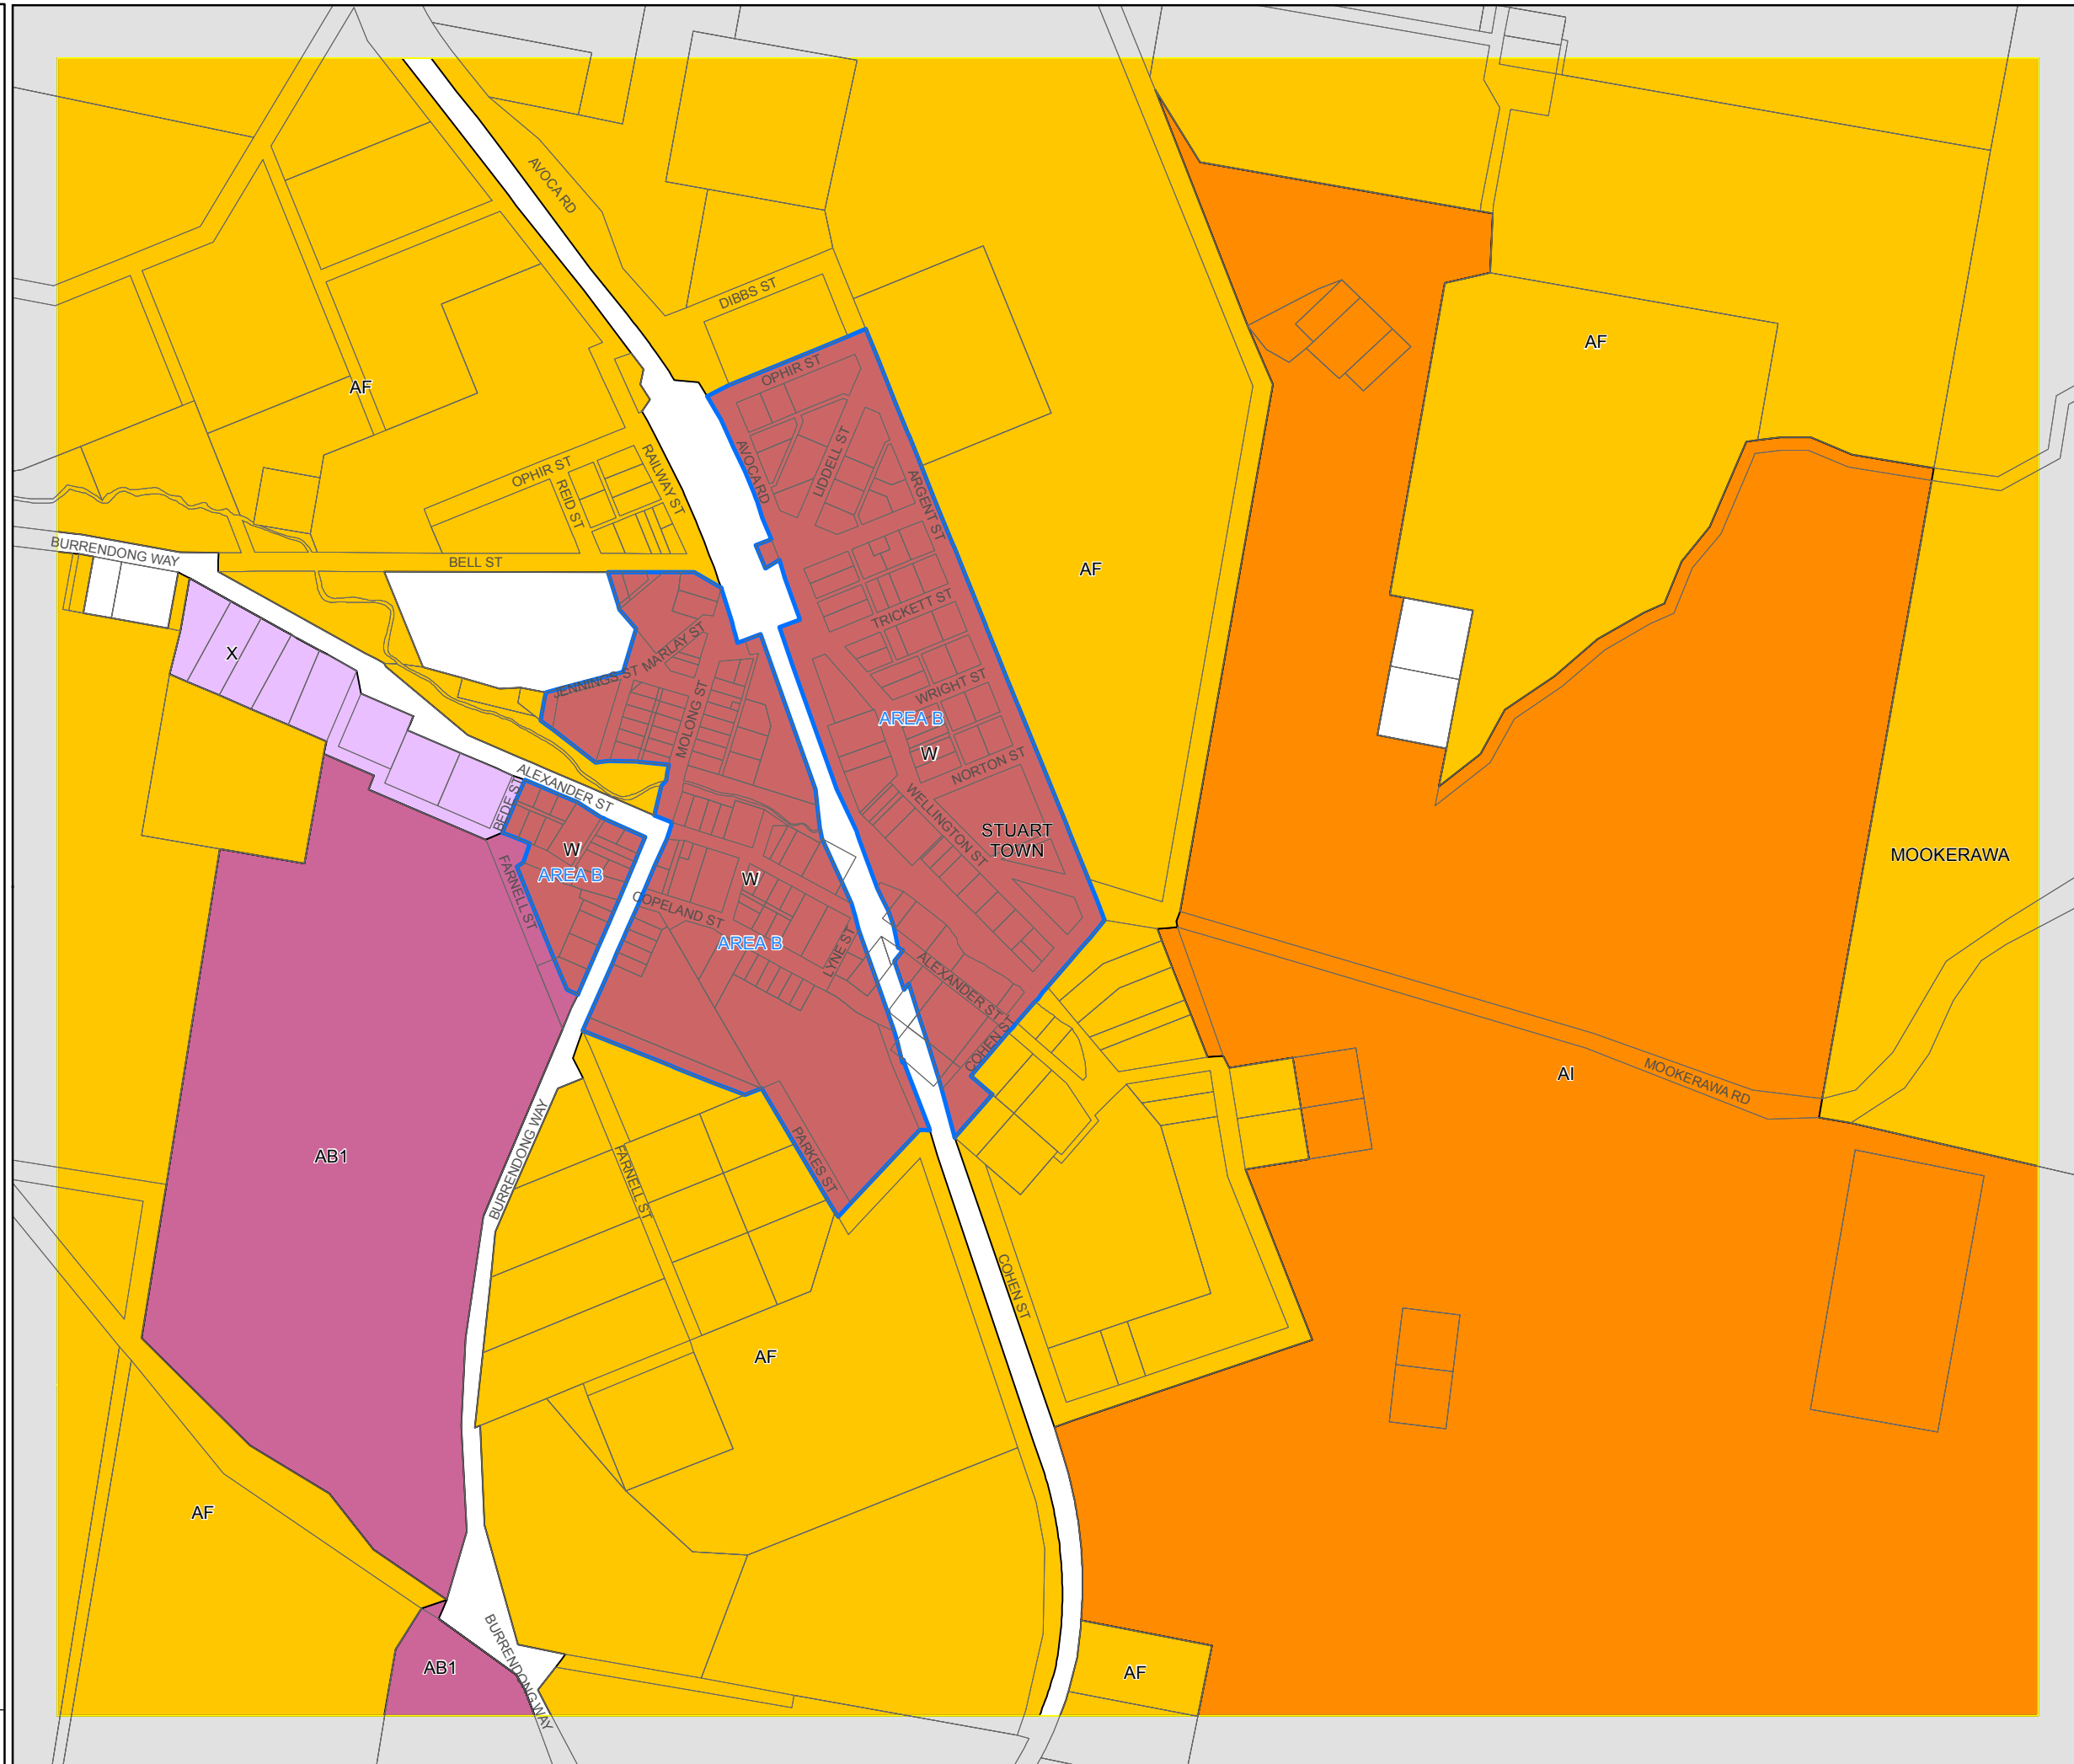 AVOCA RD
DIBBS ST
AF
OPHIR ST
AF
AVOCA RD
LIDDELL ST
RAILWAY ST
OPHIR ST
REID ST
ARGENT ST
BURRENDONG WAY
BELL ST
AF
TRICKETT ST
X
JENNINGS ST
MARLAY ST
WRIGHT ST
MOLONG ST
AREA B
W
NORTON ST
ALEXANDER ST
BEDE ST
WELLINGTON ST
STUART
TOWN
W
AREA B
MOOKERAWA
FARNELL ST
W
COPELAND ST
AREA B
LYNE ST
ALEXANDER ST
COHEN ST
AI
MOOKERAWA RD
AB1
BURRENDONG WAY
FARNELL ST
PARKES ST
COHEN ST
AF
AF
AB1
BURRENDONG WAY
AF